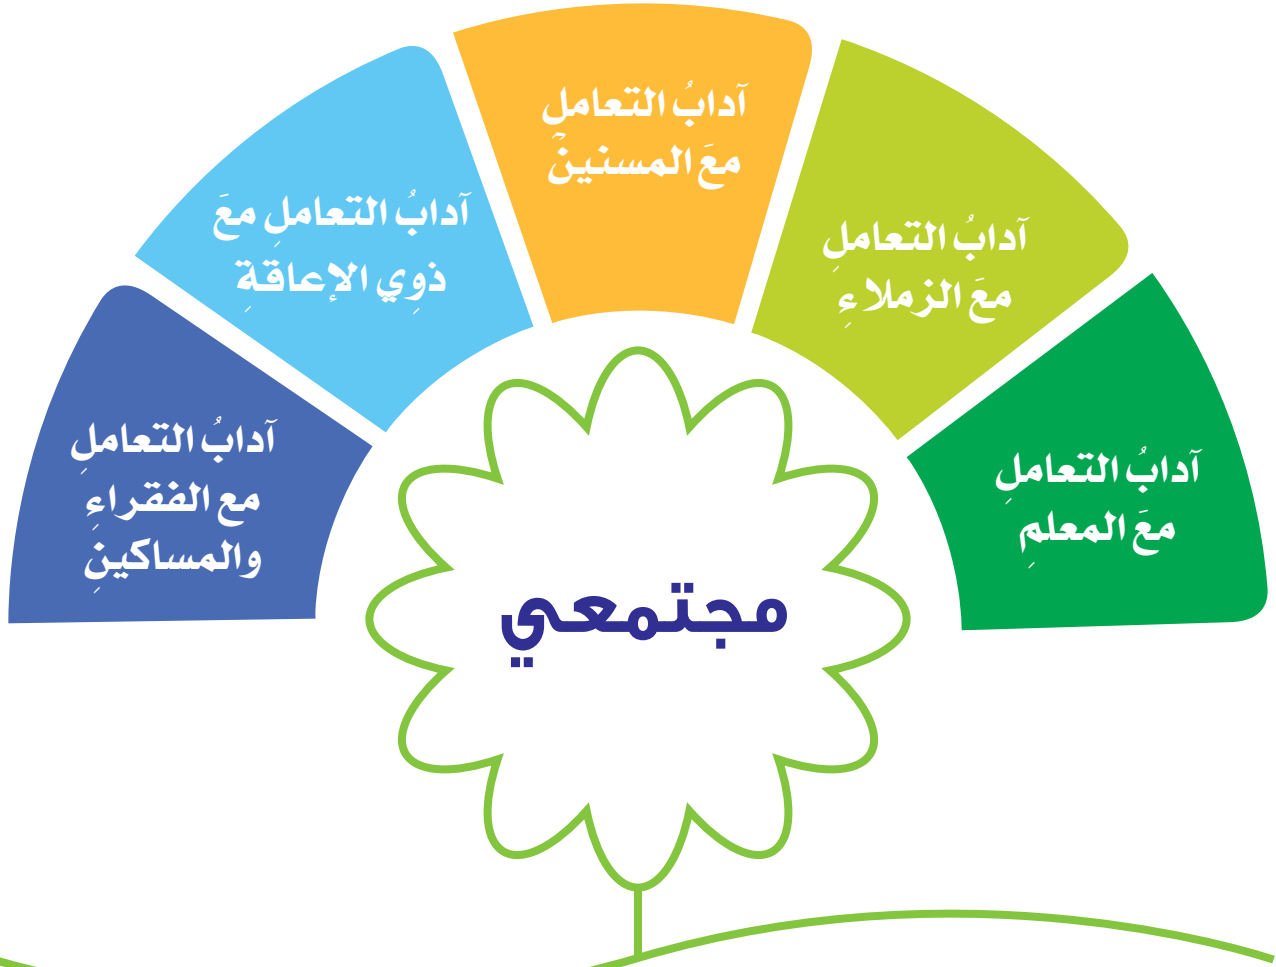 آدابُ التعاملِ
معَ المعلمِ
آدابُ التعاملِ
معَ الزملاءِ
آدابُ التعاملِ
معَ المسنينَ
آدابُ التعاملِ معَ
ذوِي الإعاقةِ
آدابُ التعاملِ
مع الفقراءِ
والمساكينِ
مجتمعي